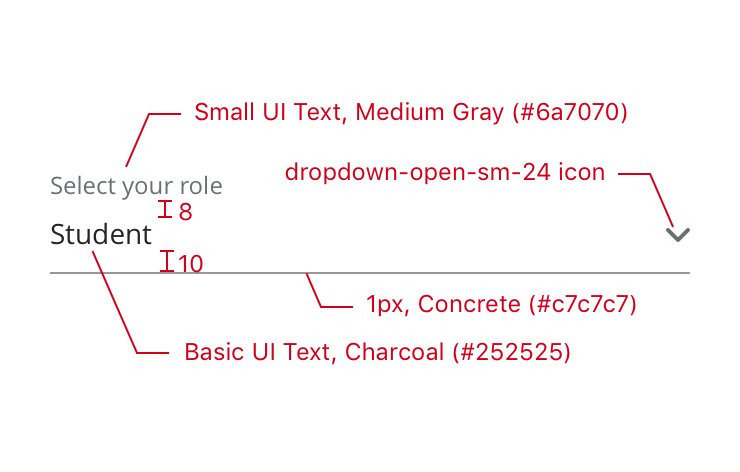 Small UI Text, Medium Gray (#6a7070)
dropdown-open-sm-24 icon
Select your role
8
Student
10
1px, Concrete (#c7c7c7)
Basic UI Text, Charcoal (#252525)